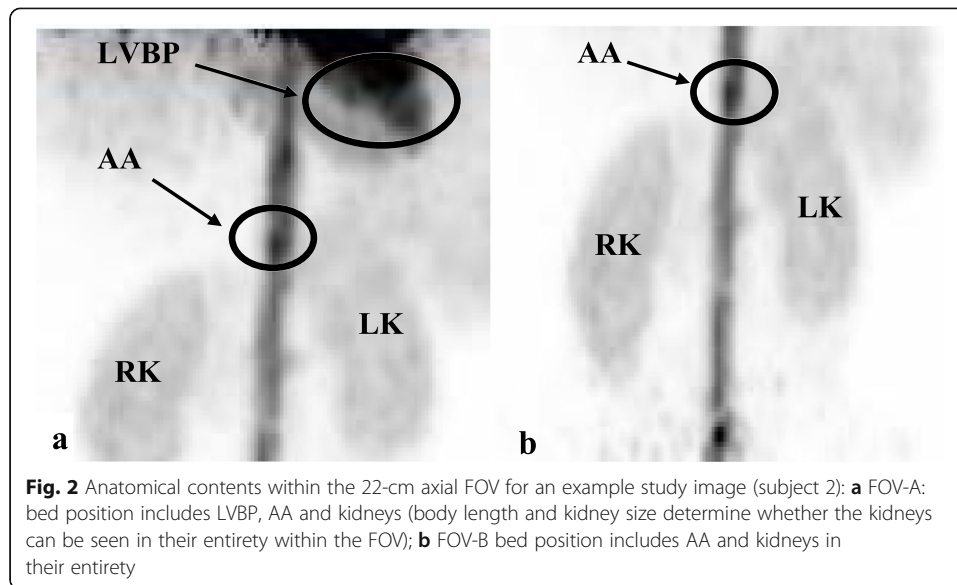 LVBP
AA
RK
LK
a
AA
RK
LK
b
Fig. 2 Anatomical contents within the 22-cm axial FOV for an example study image (subject 2): a FOV-A:
bed position includes LVBP, AA and kidneys (body length and kidney size determine whether the kidneys
can be seen in their entirety within the FOV); b FOV-B bed position includes AA and kidneys in
their entirety